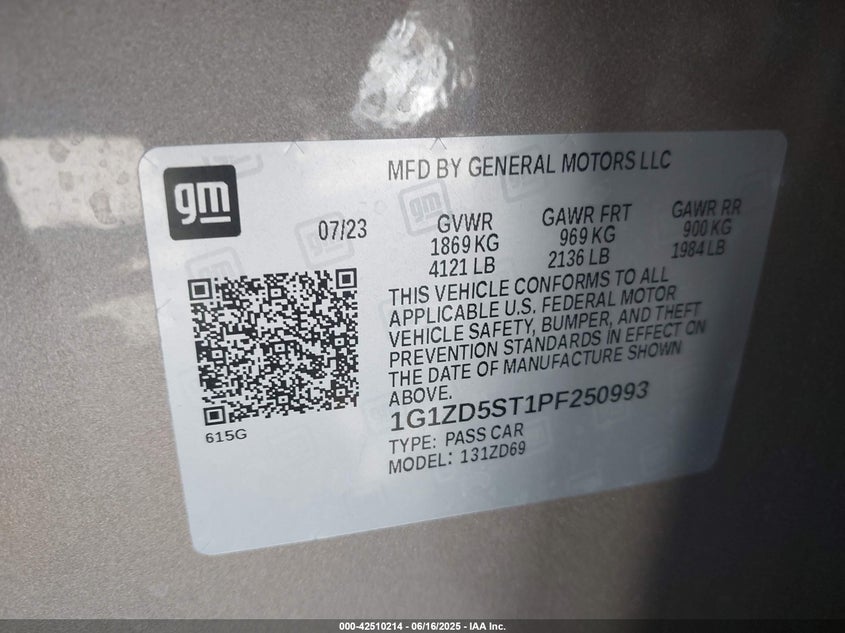 gm
MFD BY GENERAL MOTORS LLC
07/23
GVWR
1869 KG
4121 LB
GAWR FRT
969 KG
2136 LB
GAWR RR
900 KG
1984 LB
THIS VEHICLE CONFORMS TO ALL
APPLICABLE U.S. FEDERAL MOTOR
VEHICLE SAFETY, BUMPER, AND THEFT
PREVENTION STANDARDS IN EFFECT ON
THE DATE OF MANUFACTURE SHOWN
ABOVE.
1G1ZD5ST1PF250993
TYPE: PASS CAR
MODEL: 131ZD69
615G
000-42510214 - 06/16/2025 - IAA Inc.